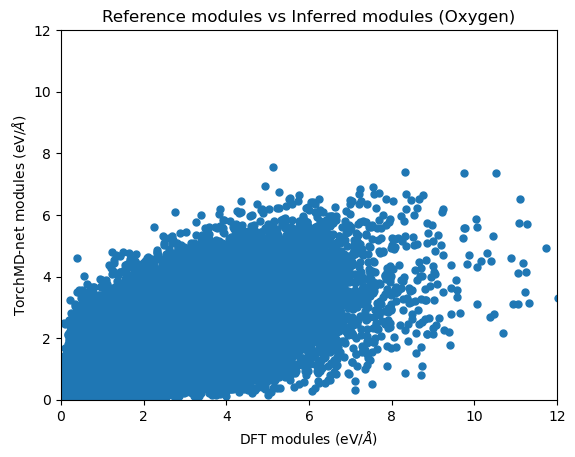 Reference modules vs Inferred modules (Oxygen)
12
10
8
6
4
2
0
TorchMD-net modules (eV/Å)
0 2 4 6 8 10 12
DFT modules (eV/Å)